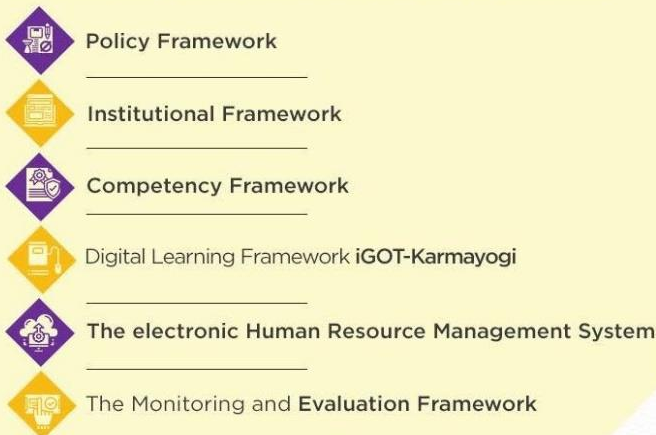 Policy Framework
Institutional Framework
Competency Framework
Digital Learning Framework iGOT-Karmayogi
The electronic Human Resource Management System
The Monitoring and Evaluation Framework